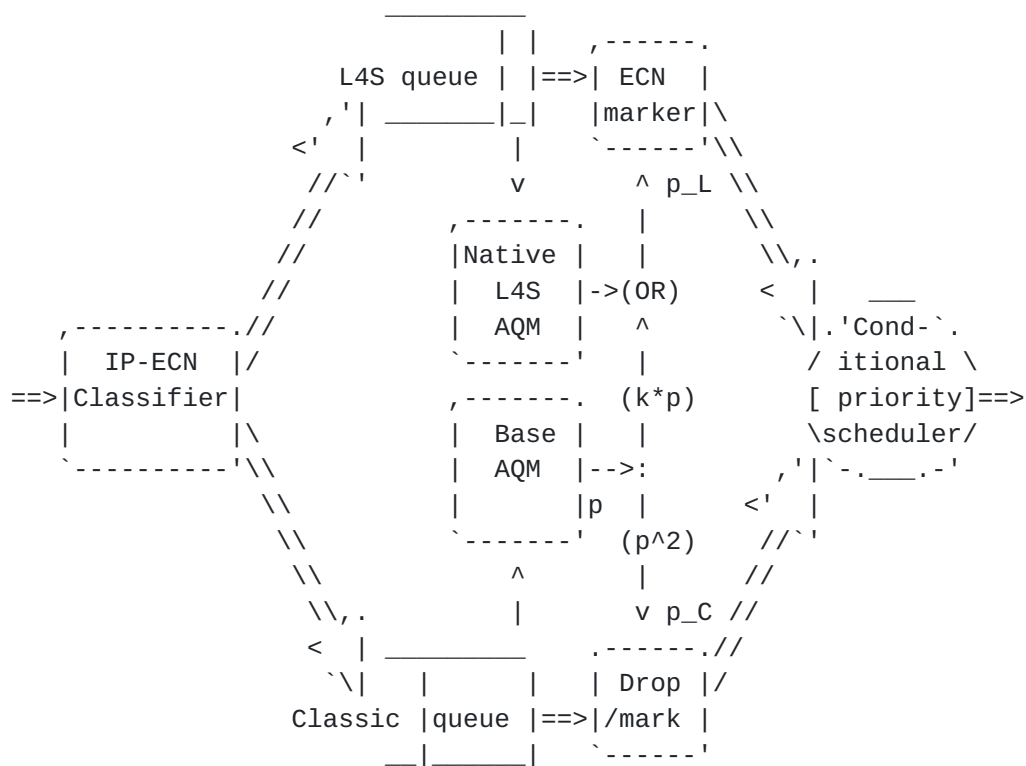 L4S queue ECN
marker
p_L
Native
L4S (OR)
AQM Cond-
IP-ECN itional
Classifier (k*p) priority
Base scheduler
AQM
p
(p^2)
p_C
Drop
Classic queue /mark